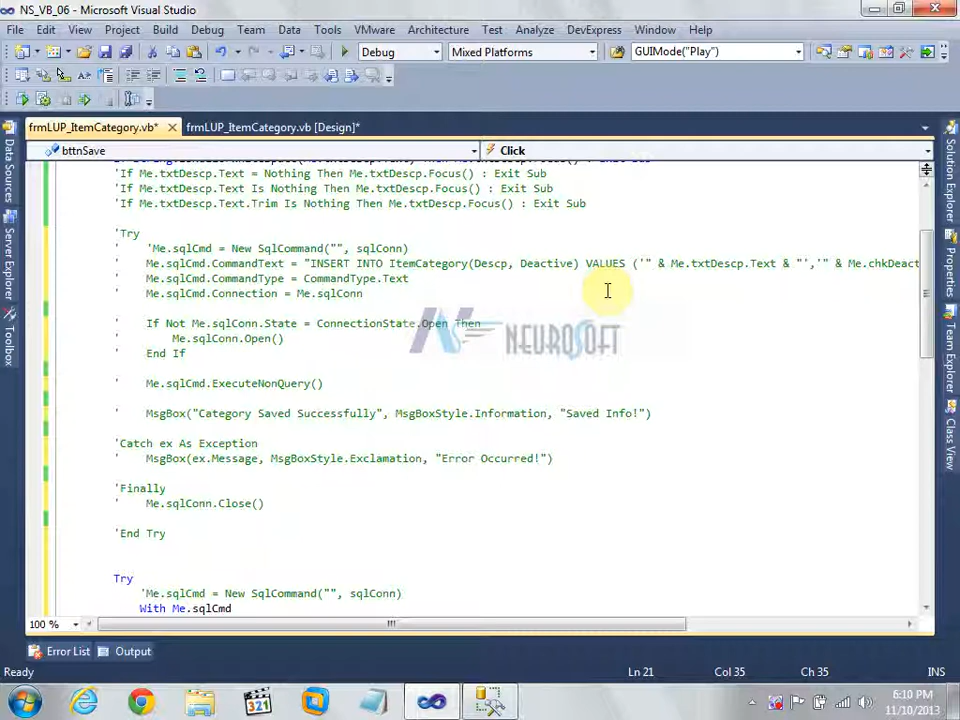 NS_VB_06 - Microsoft Visual Studio
File Edit View Project Build Debug Team Data Tools VMware Architecture Test Analyze DevExpress Window Help
Debug Mixed Platforms GUIMode("Play")
frmLUP_ItemCategory.vb* frmLUP_ItemCategory.vb [Design]*
bttnSave Click
'If Me.txtDescp.Text = Nothing Then Me.txtDescp.Focus() : Exit Sub
'If Me.txtDescp.Text Is Nothing Then Me.txtDescp.Focus() : Exit Sub
'If Me.txtDescp.Text.Trim Is Nothing Then Me.txtDescp.Focus() : Exit Sub
'Try
' 'Me.sqlCmd = New SqlCommand("", sqlConn)
' Me.sqlCmd.CommandText = "INSERT INTO ItemCategory(Descp, Deactive) VALUES ('" & Me.txtDescp.Text & "','" & Me.chkDeact
' Me.sqlCmd.CommandType = CommandType.Text
' Me.sqlCmd.Connection = Me.sqlConn
' If Not Me.sqlConn.State = ConnectionState.Open Then
' Me.sqlConn.Open()
' End If
' Me.sqlCmd.ExecuteNonQuery()
' MsgBox("Category Saved Successfully", MsgBoxStyle.Information, "Saved Info!")
'Catch ex As Exception
' MsgBox(ex.Message, MsgBoxStyle.Exclamation, "Error Occurred!")
'Finally
' Me.sqlConn.Close()
'End Try
Try
'Me.sqlCmd = New SqlCommand("", sqlConn)
With Me.sqlCmd
NEUROSOFT
Data Sources
Server Explorer
Toolbox
Solution Explorer
Properties
Team Explorer
Class View
100 %
Error List Output
Ready Ln 21 Col 35 Ch 35 INS
321
6:10 PM
11/10/2013